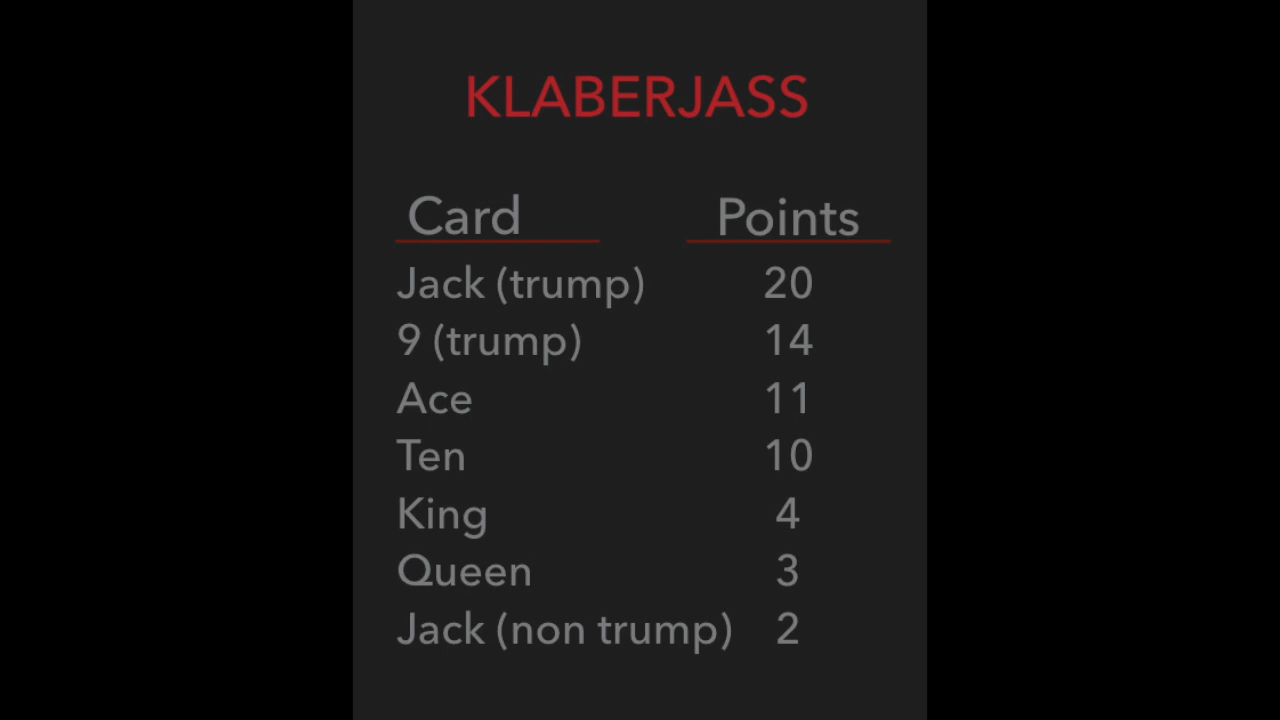 KLABERJASS
Card Points
Jack (trump) 20
9 (trump) 14
Ace 11
Ten 10
King 4
Queen 3
Jack (non trump) 2